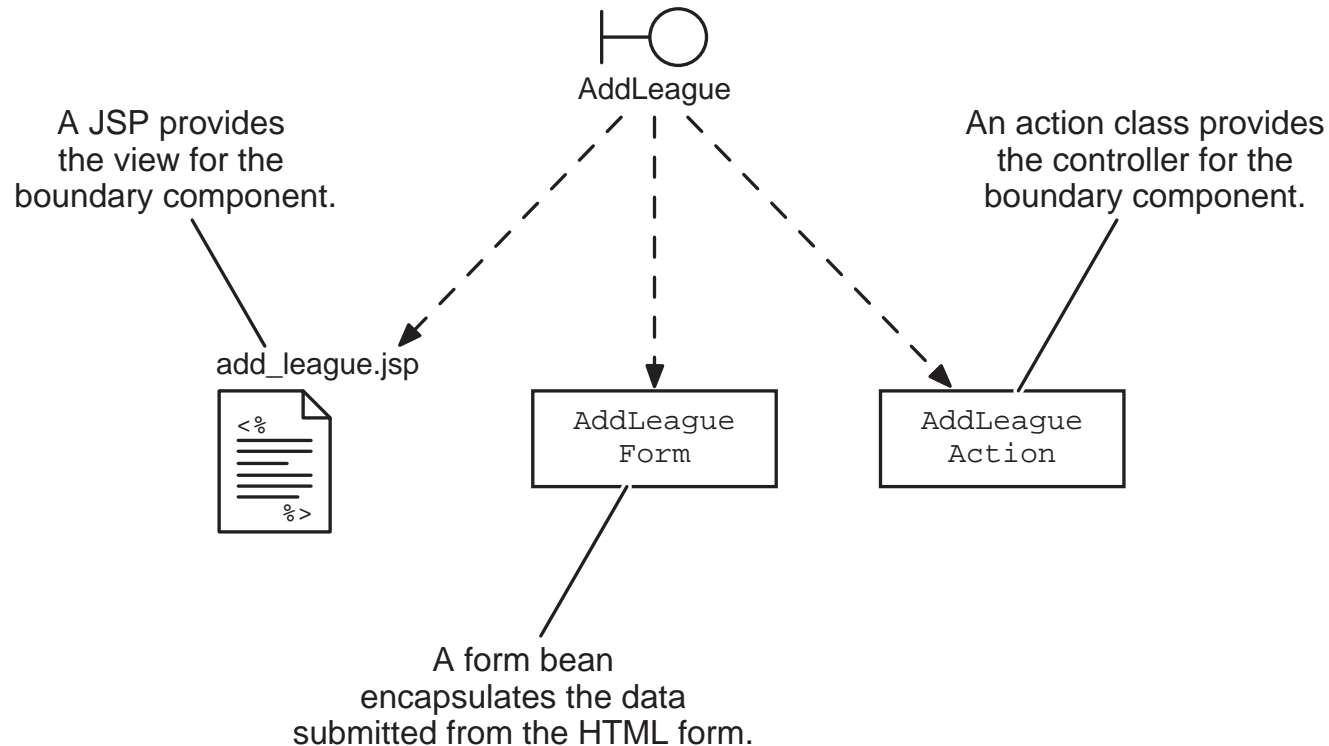 AddLeague
A JSP provides
the view for the
boundary component.
An action class provides
the controller for the
boundary component.
add_league.jsp
<%
%>
AddLeague
Form
AddLeague
Action
A form bean
encapsulates the data
submitted from the HTML form.